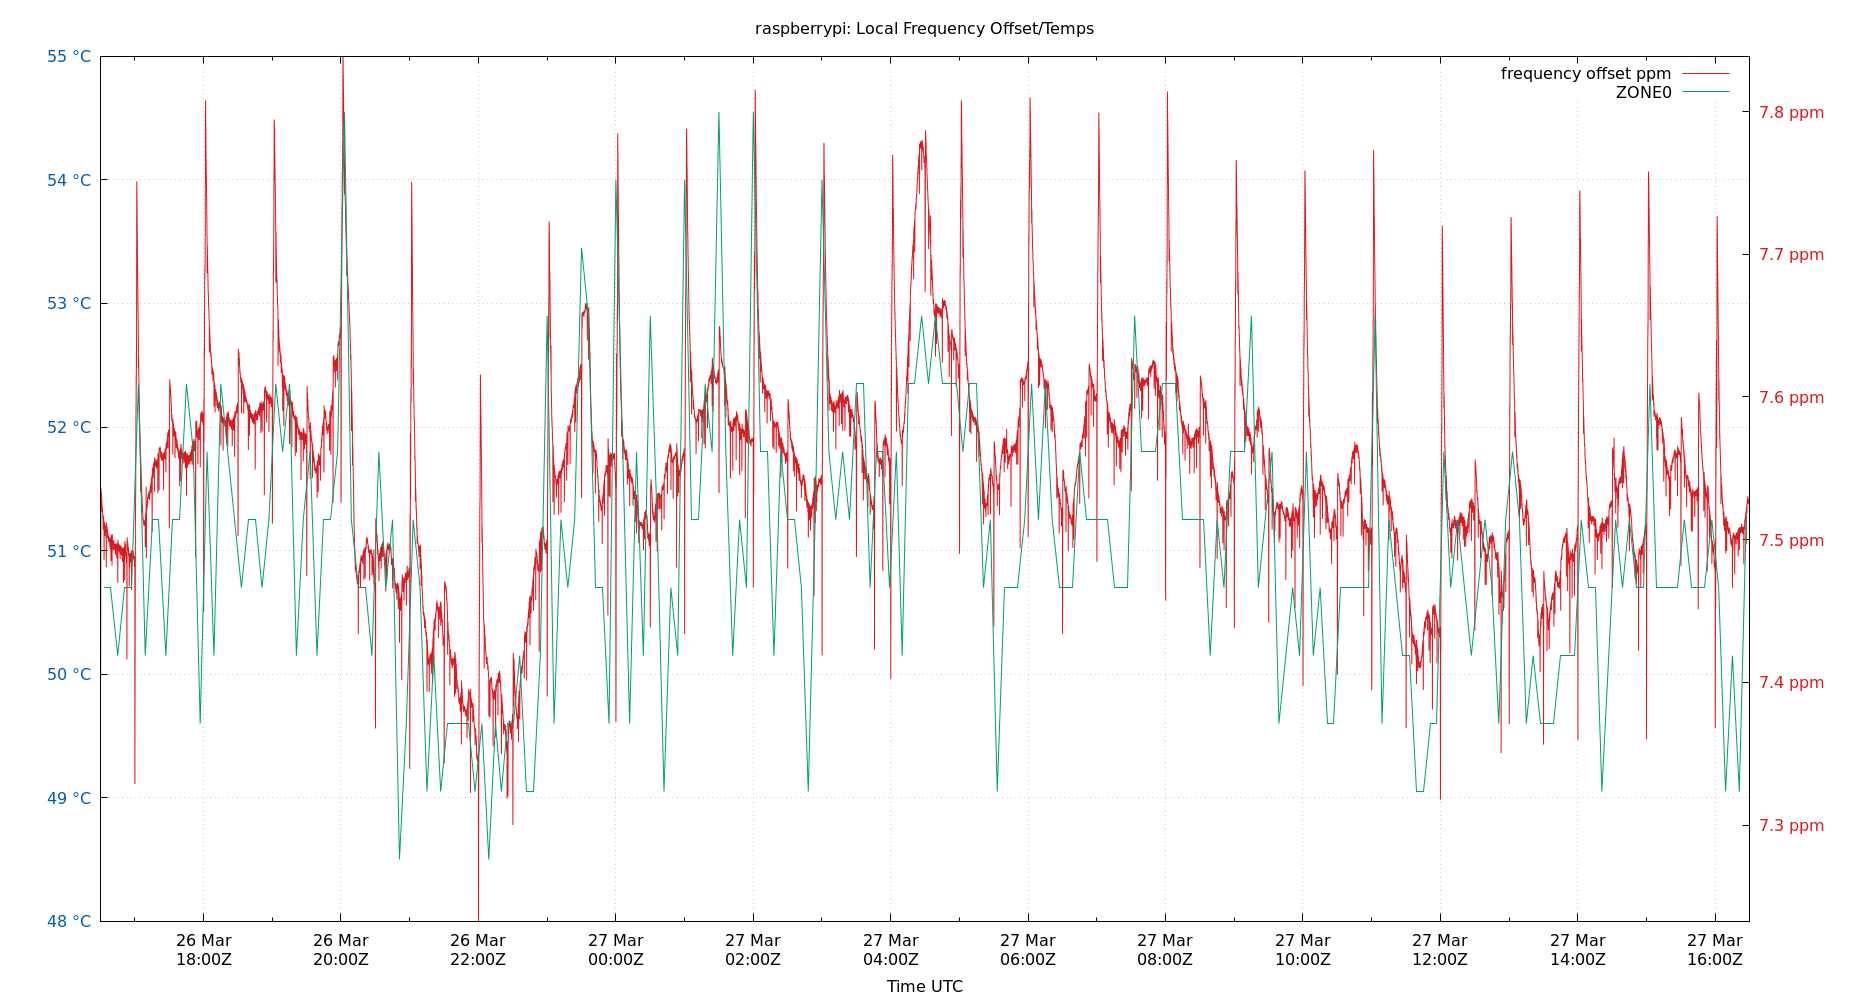 raspberrypi: Local Frequency Offset/Temps
frequency offset ppm
ZONE0
55 °C
54 °C
53 °C
52 °C
51 °C
50 °C
49 °C
48 °C
7.8 ppm
7.7 ppm
7.6 ppm
7.5 ppm
7.4 ppm
7.3 ppm
26 Mar 26 Mar 26 Mar 27 Mar 27 Mar 27 Mar 27 Mar 27 Mar 27 Mar 27 Mar 27 Mar 27 Mar
18:00Z 20:00Z 22:00Z 00:00Z 02:00Z 04:00Z 06:00Z 08:00Z 10:00Z 12:00Z 14:00Z 16:00Z
Time UTC